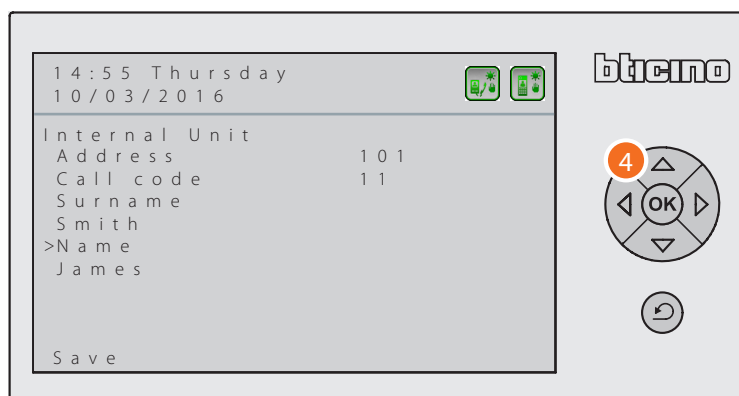 14:55 Thursday
10/03/2016
bticino
Internal Unit
Address 101
Call code 11
Surname
Smith
>Name
James
Save
4
OK